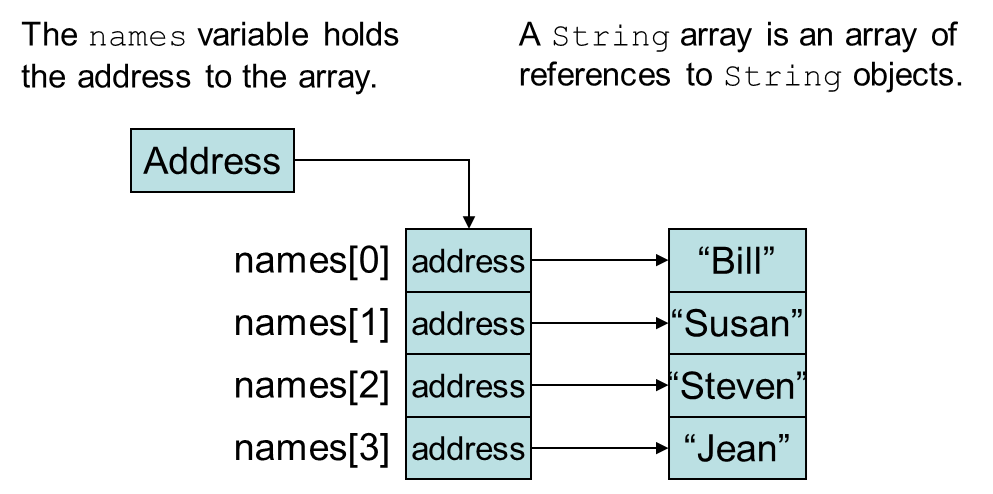 The names variable holds
the address to the array.
A String array is an array of
references to String objects.
Address
names[0] address “Bill”
names[1] address “Susan”
names[2] address “Steven”
names[3] address “Jean”